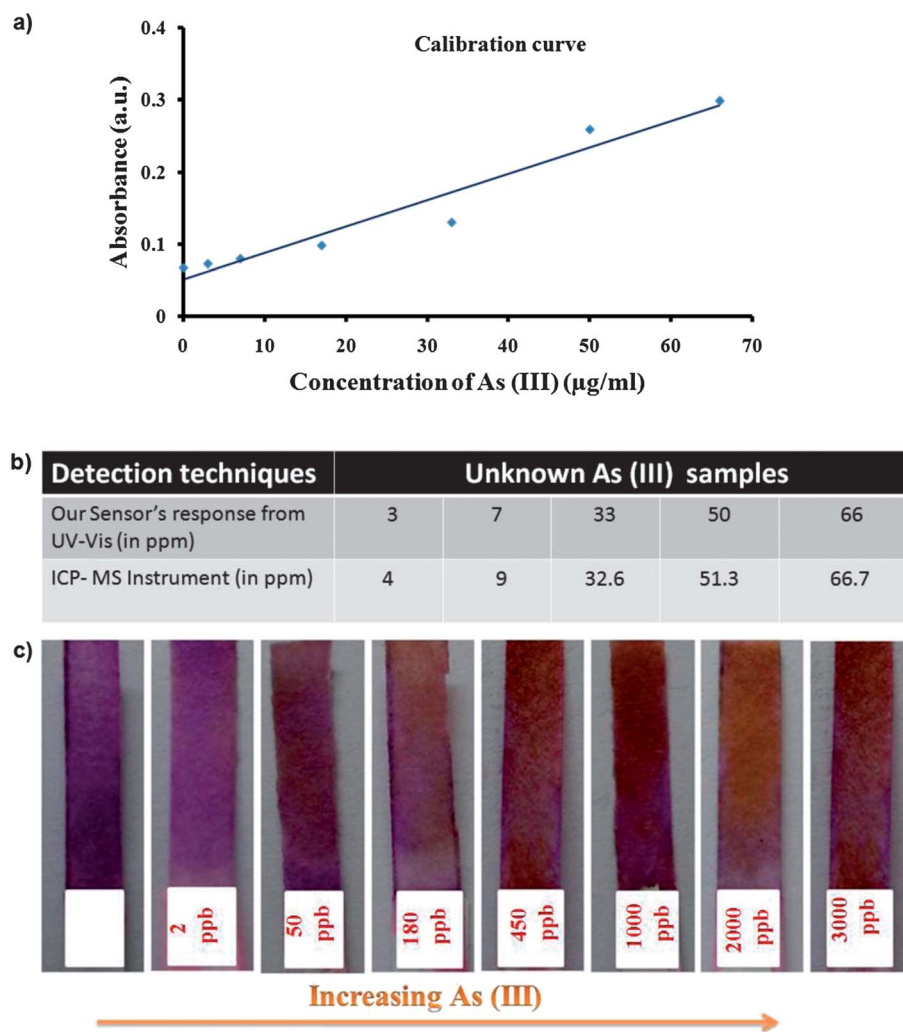 a)
Calibration curve
Absorbance (a.u.)
0.4
0.3
0.2
0.1
0
0 10 20 30 40 50 60 70
Concentration of As (III) (µg/ml)
b)
Detection techniques Unknown As (III) samples
Our Sensor's response from
UV-Vis (in ppm) 3 7 33 50 66
ICP- MS Instrument (in ppm) 4 9 32.6 51.3 66.7
c)
2
ppb
50
ppb
180
ppb
450
ppb
1000
ppb
2000
ppb
3000
ppb
Increasing As (III)